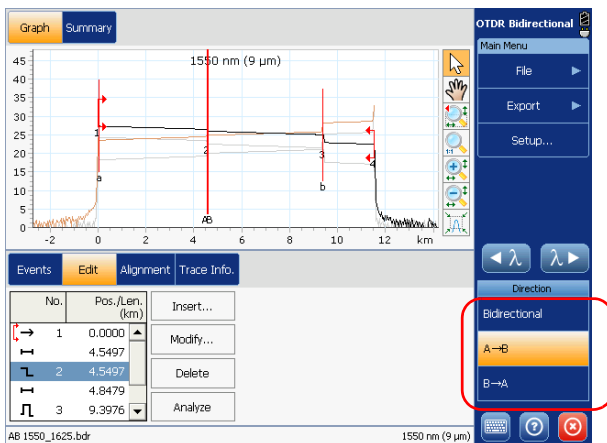 Graph Summary
OTDR Bidirectional
Main Menu
File
Export
Setup...
1550 nm (9 µm)
45
40
35
30
25
20
15
10
5
0
1
2
3
4
a
b
AB
-2 0 2 4 6 8 10 12 km
1:1
λ λ
Direction
Bidirectional
A→B
B→A
Events Edit Alignment Trace Info.
No. Pos./Len. (km)
1 0.0000
4.5497
2 4.5497
4.8479
3 9.3976
Insert...
Modify...
Delete
Analyze
AB 1550_1625.bdr
1550 nm (9 µm)